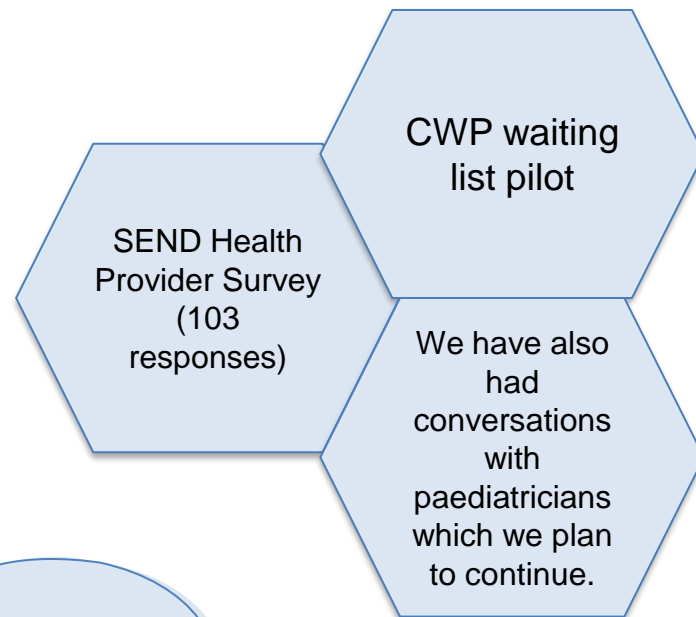 CWP waiting
list pilot
SEND Health
Provider Survey
(103
responses)
We have also
had
conversations
with
paediatricians
which we plan
to continue.